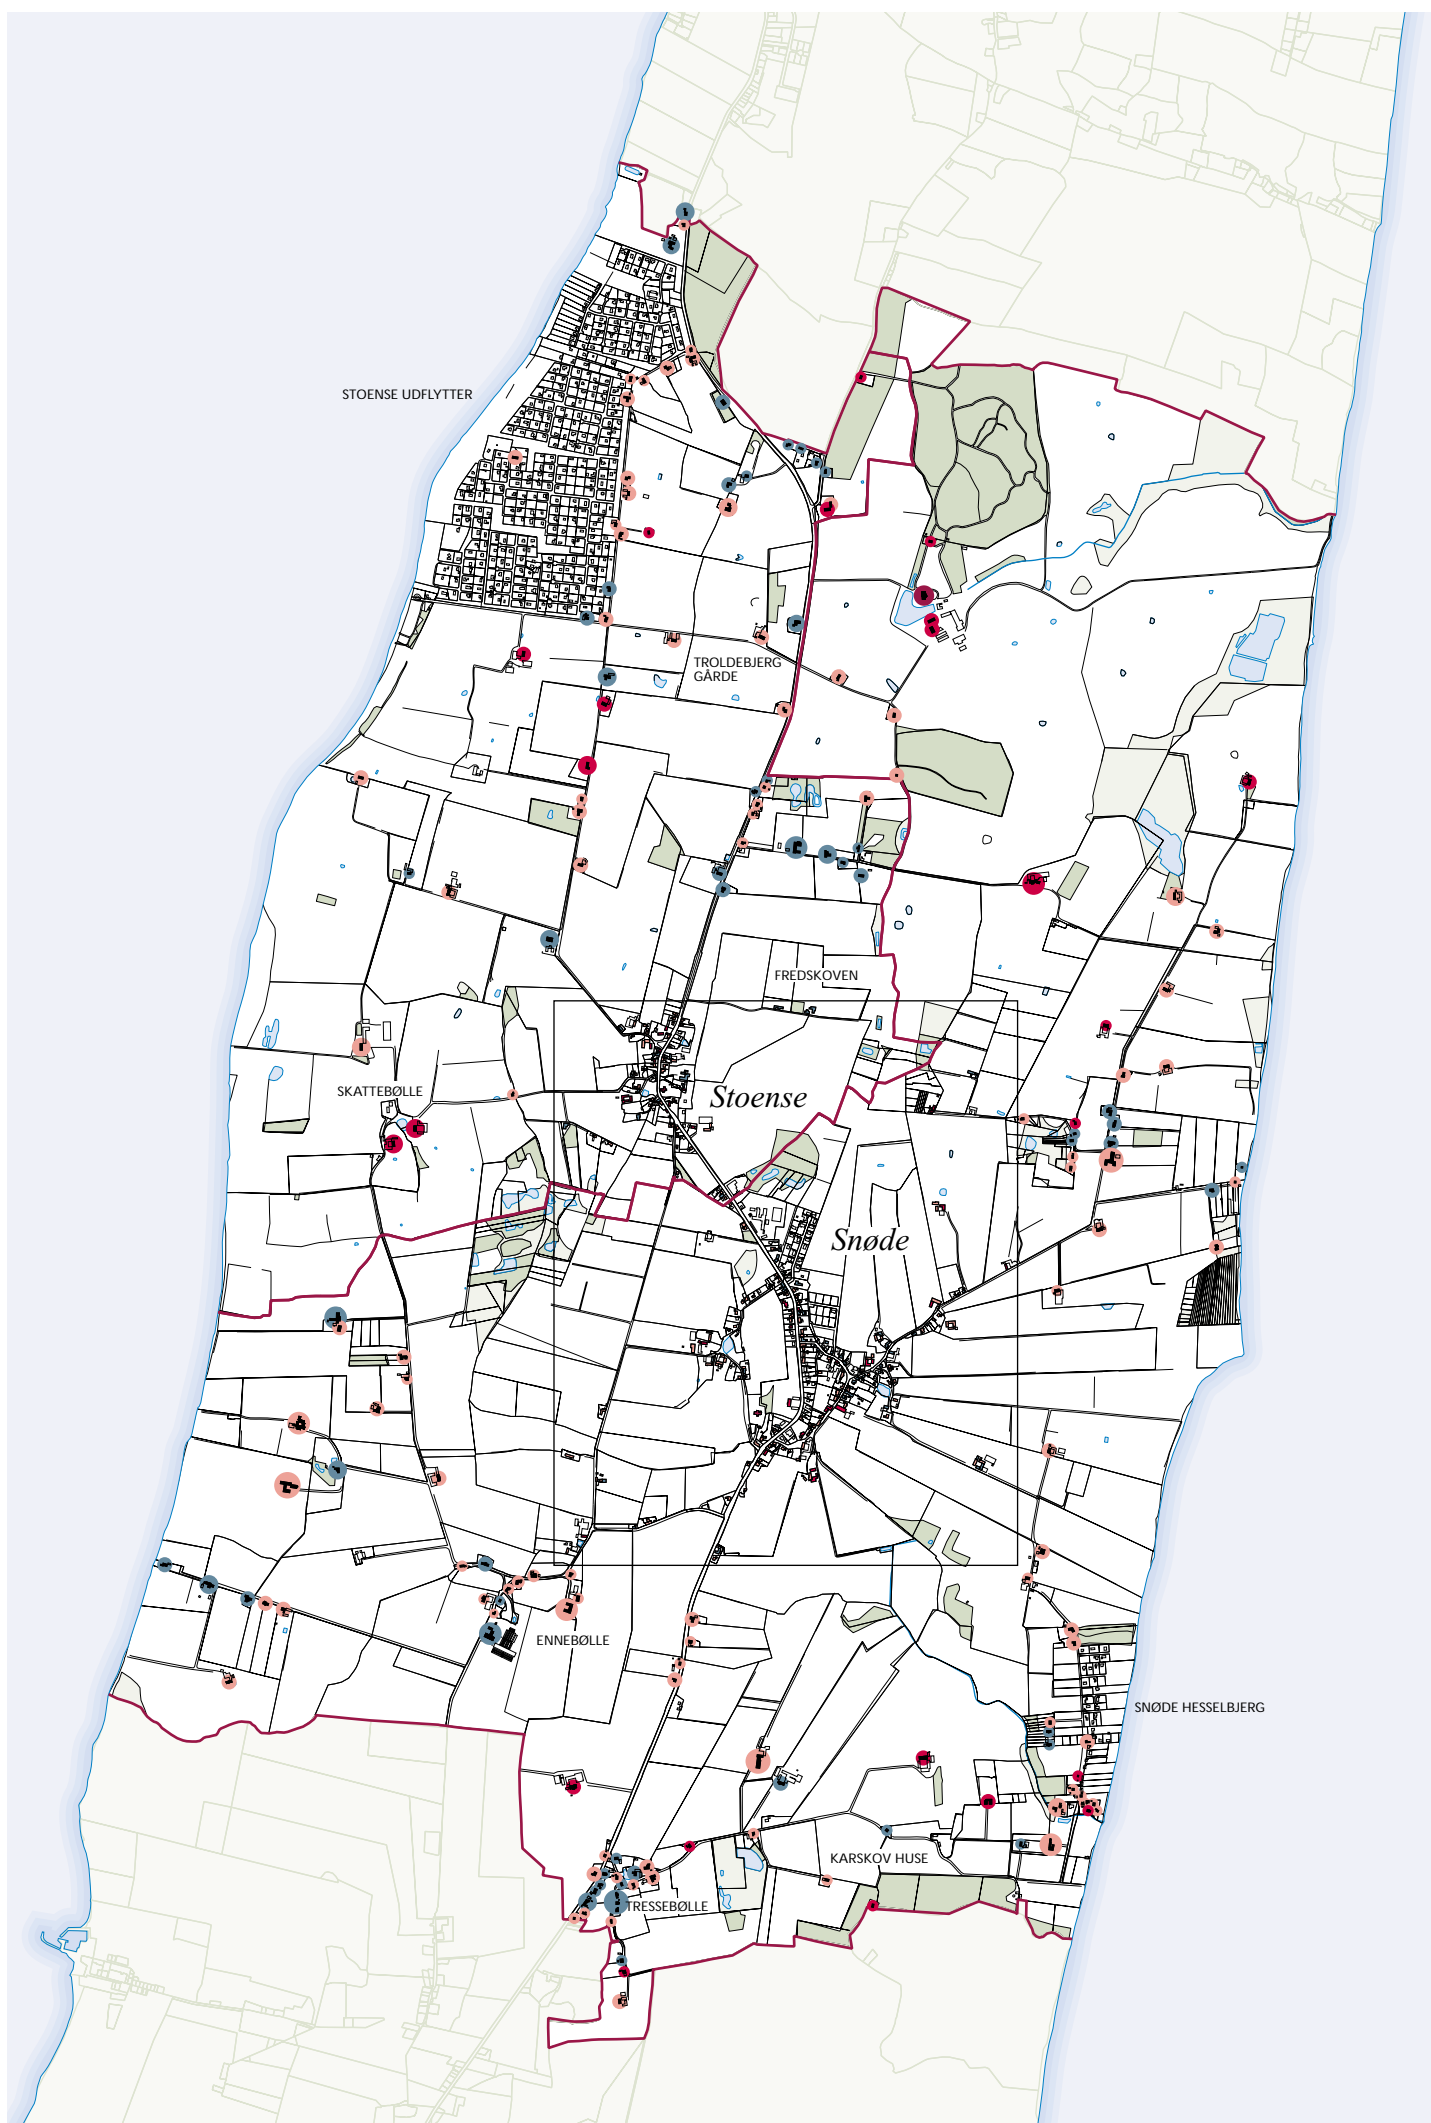 STOENSE UDFLYTTER
TROLDEBJERG
GÅRDE
FREDSKOVEN
SKATTEBØLLE
Stoense
Snøde
ENNEBØLLE
SNØDE HESSELBJERG
KARSKOV HUSE
TRESSEBØLLE